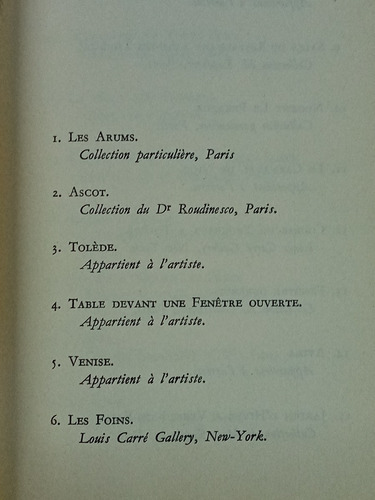 1. Les Arums.
Collection particulière, Paris
2. Ascot.
Collection du Dr Roudinesco, Paris.
3. Tolède.
Appartient à l'artiste.
4. Table devant une Fenêtre ouverte.
Appartient à l'artiste.
5. Venise.
Appartient à l'artiste.
6. Les Foins.
Louis Carré Gallery, New-York.